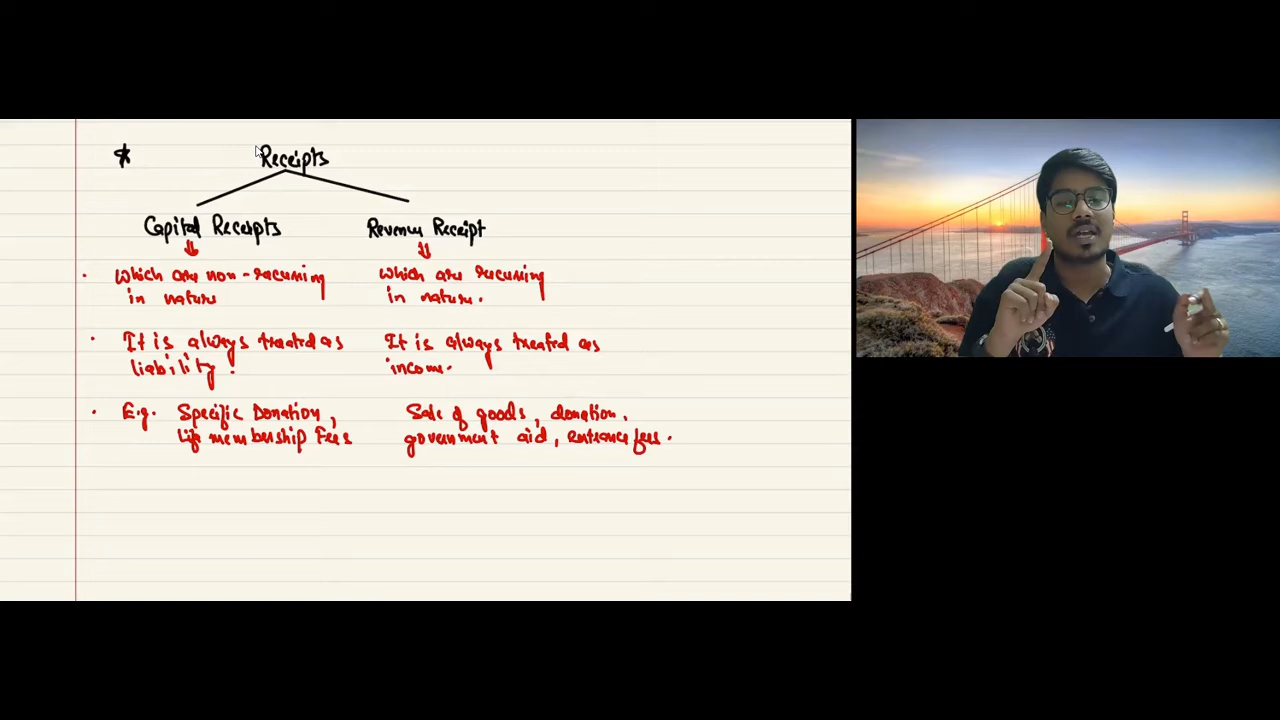 * Receipts
Capital Receipts
Revenue Receipt
• Which are non-recurring
in nature
which are recurring
in nature.
• It is always treated as
liability.
It is always treated as
income.
• E.g. Specific Donation,
Life membership Fees
Sale of goods, donation.
government aid, entrance fees.